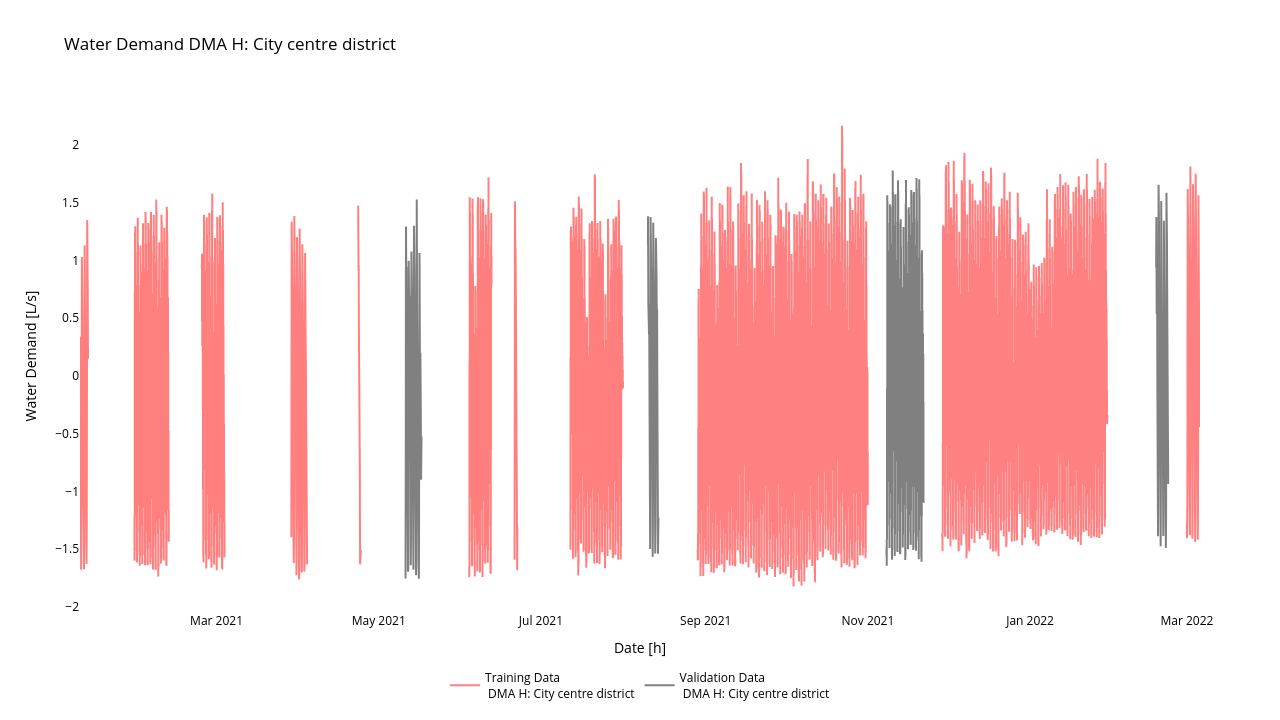 Water Demand DMA H: City centre district
2
1.5
1
0.5
0
−0.5
−1
−1.5
−2
Water Demand [L/s]
Mar 2021
May 2021
Jul 2021
Sep 2021
Nov 2021
Jan 2022
Mar 2022
Date [h]
Training Data
DMA H: City centre district
Validation Data
DMA H: City centre district